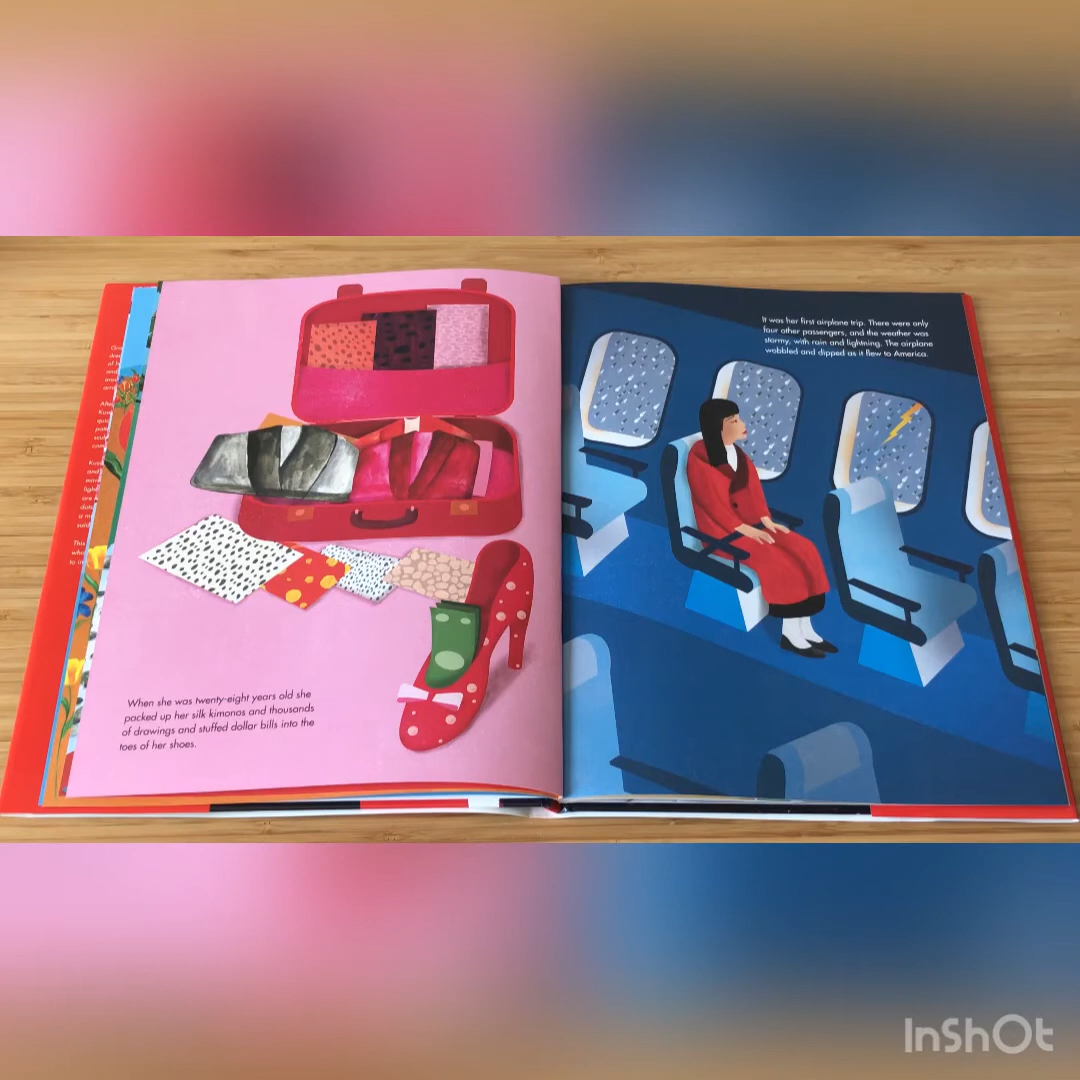 When she was twenty-eight years old she
packed up her silk kimonos and thousands
of drawings and stuffed dollar bills into the
toes of her shoes.
It was her first airplane trip. There were only
four other passengers, and the weather was
stormy, with rain and lightning. The airplane
wobbled and dipped as it flew to America.
InShOt